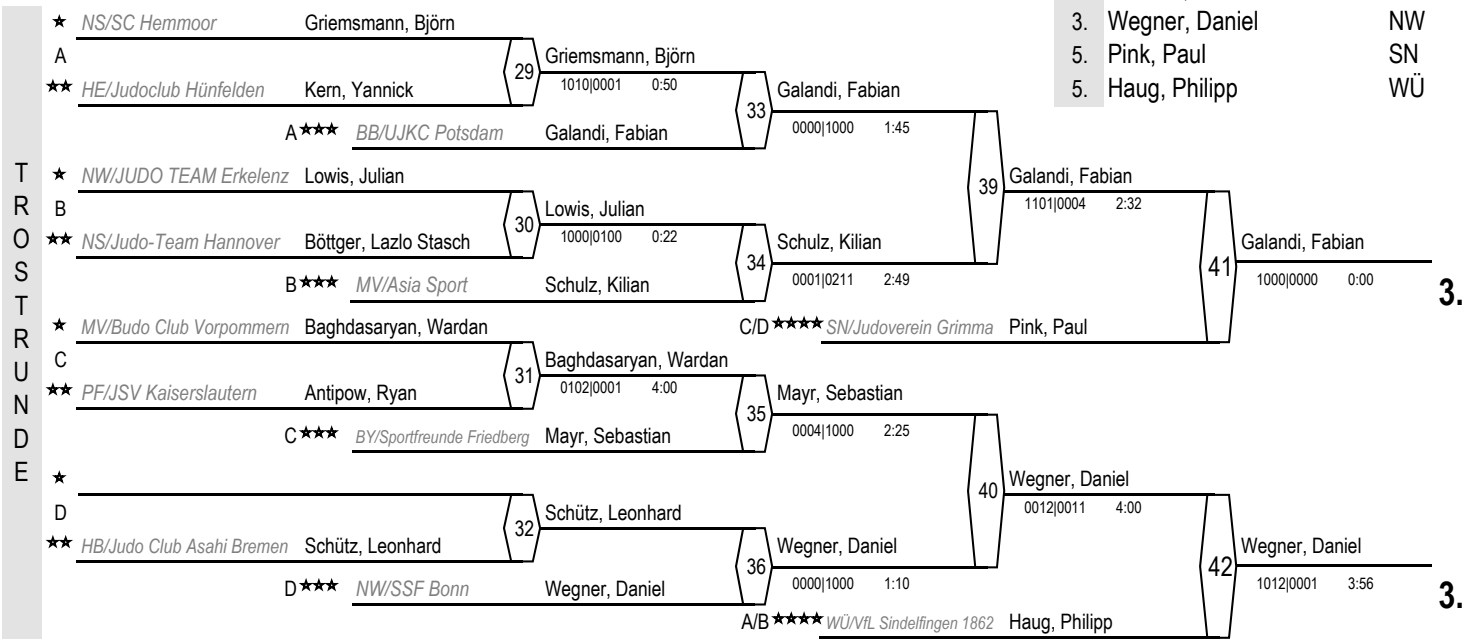 3. Wegner, Daniel NW
5. Pink, Paul SN
5. Haug, Philipp WÜ
TROSTRUNDE
★ NS/SC Hemmoor Griemsmann, Björn
A
29
Griemsmann, Björn
1010|0001 0:50
★★ HE/Judoclub Hünfelden Kern, Yannick
A★★★ BB/UJKC Potsdam Galandi, Fabian
33
Galandi, Fabian
0000|1000 1:45
★ NW/JUDO TEAM Erkelenz Lowis, Julian
B
30
Lowis, Julian
1000|0100 0:22
★★ NS/Judo-Team Hannover Böttger, Lazlo Stasch
B★★★ MV/Asia Sport Schulz, Kilian
34
Schulz, Kilian
0001|0211 2:49
39
Galandi, Fabian
1101|0004 2:32
C/D★★★★ SN/Judoverein Grimma Pink, Paul
41
Galandi, Fabian
1000|0000 0:00
3.
★ MV/Budo Club Vorpommern Baghdasaryan, Wardan
C
31
Baghdasaryan, Wardan
0102|0001 4:00
★★ PF/JSV Kaiserslautern Antipow, Ryan
C★★★ BY/Sportfreunde Friedberg Mayr, Sebastian
35
Mayr, Sebastian
0004|1000 2:25
★
D
32
Schütz, Leonhard
★★ HB/Judo Club Asahi Bremen Schütz, Leonhard
D★★★ NW/SSF Bonn Wegner, Daniel
36
Wegner, Daniel
0000|1000 1:10
40
Wegner, Daniel
0012|0011 4:00
A/B★★★★ WÜ/VfL Sindelfingen 1862 Haug, Philipp
42
Wegner, Daniel
1012|0001 3:56
3.